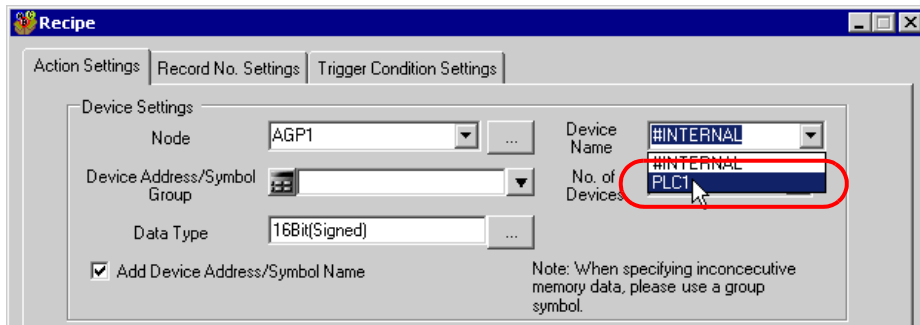 Recipe
Action Settings Record No. Settings Trigger Condition Settings
Device Settings
Node AGP1 ... Device Name #INTERNAL
#INTERNAL
Device Address/Symbol Group No. of Devices PLC1
Data Type 16Bit(Signed) ...
Add Device Address/Symbol Name
Note: When specifying inconcecutive
memory data, please use a group
symbol.